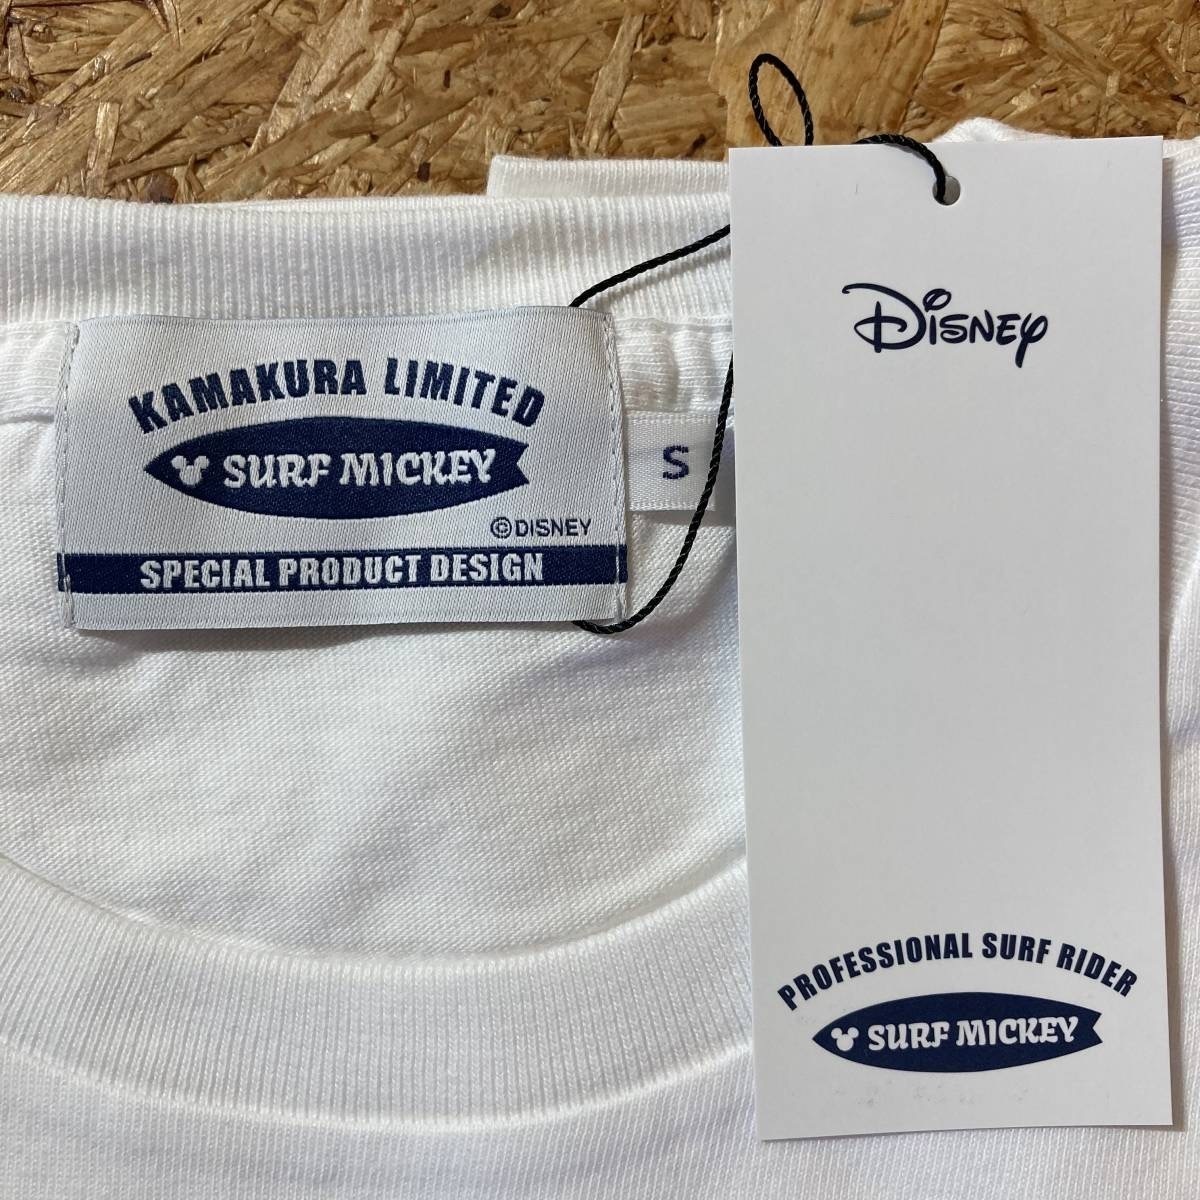 KAMAKURA LIMITED
SURF MICKEY
©DISNEY
SPECIAL PRODUCT DESIGN
S
Disney
PROFESSIONAL SURF RIDER
SURF MICKEY